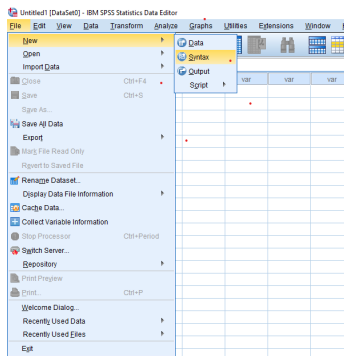 Untitled1 [DataSet0] - IBM SPSS Statistics Data Editor
File Edit View Data Transform Analyze Graphs Utilities Extensions Window
New
Open
Import Data
Close Ctrl+F4
Save Ctrl+S
Save As...
Save All Data
Export
Mark File Read Only
Revert to Saved File
Rename Dataset...
Display Data File Information
Cache Data...
Collect Variable Information
Stop Processor Ctrl+Period
Switch Server...
Repository
Print Preview
Print... Ctrl+P
Welcome Dialog...
Recently Used Data
Recently Used Files
Exit
Data
Syntax
Output
Script
var var var